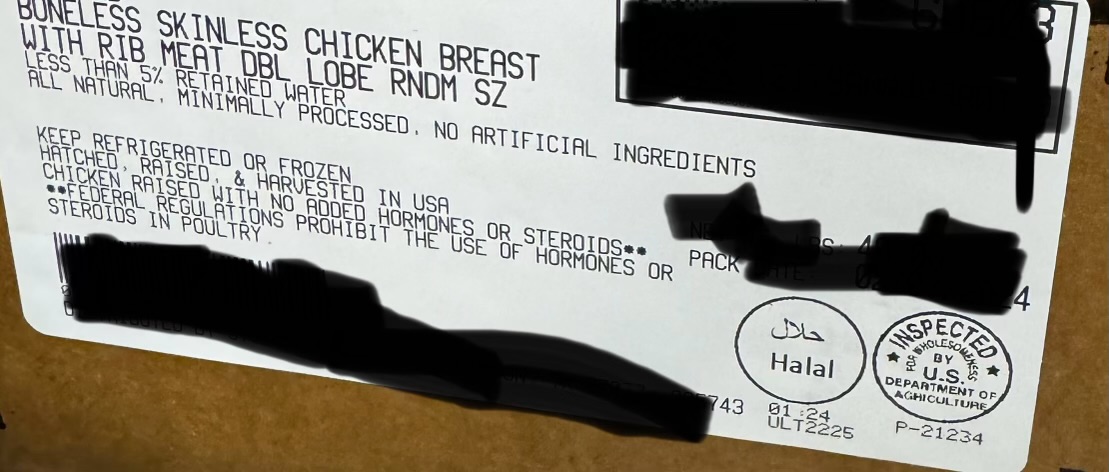 BONELESS SKINLESS CHICKEN BREAST
WITH RIB MEAT DBL LOBE RNDM SZ
LESS THAN 5% RETAINED WATER
ALL NATURAL, MINIMALLY PROCESSED, NO ARTIFICIAL INGREDIENTS
KEEP REFRIGERATED OR FROZEN
HATCHED, RAISED, & HARVESTED IN USA
CHICKEN RAISED WITH NO ADDED HORMONES OR STEROIDS**
**FEDERAL REGULATIONS PROHIBIT THE USE OF HORMONES OR
STEROIDS IN POULTRY
PACK
حلال
Halal
INSPECTED
FOR WHOLESOMENESS
BY
U.S.
DEPARTMENT OF
AGRICULTURE
743 01:24
ULT2225
P-21234